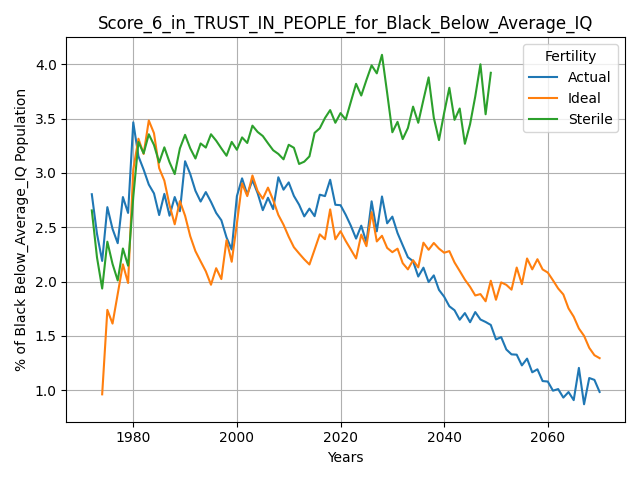 Score_6_in_TRUST_IN_PEOPLE_for_Black_Below_Average_IQ
% of Black Below_Average_IQ Population
4.0
3.5
3.0
2.5
2.0
1.5
1.0
Fertility
Actual
Ideal
Sterile
1980
2000
2020
2040
2060
Years